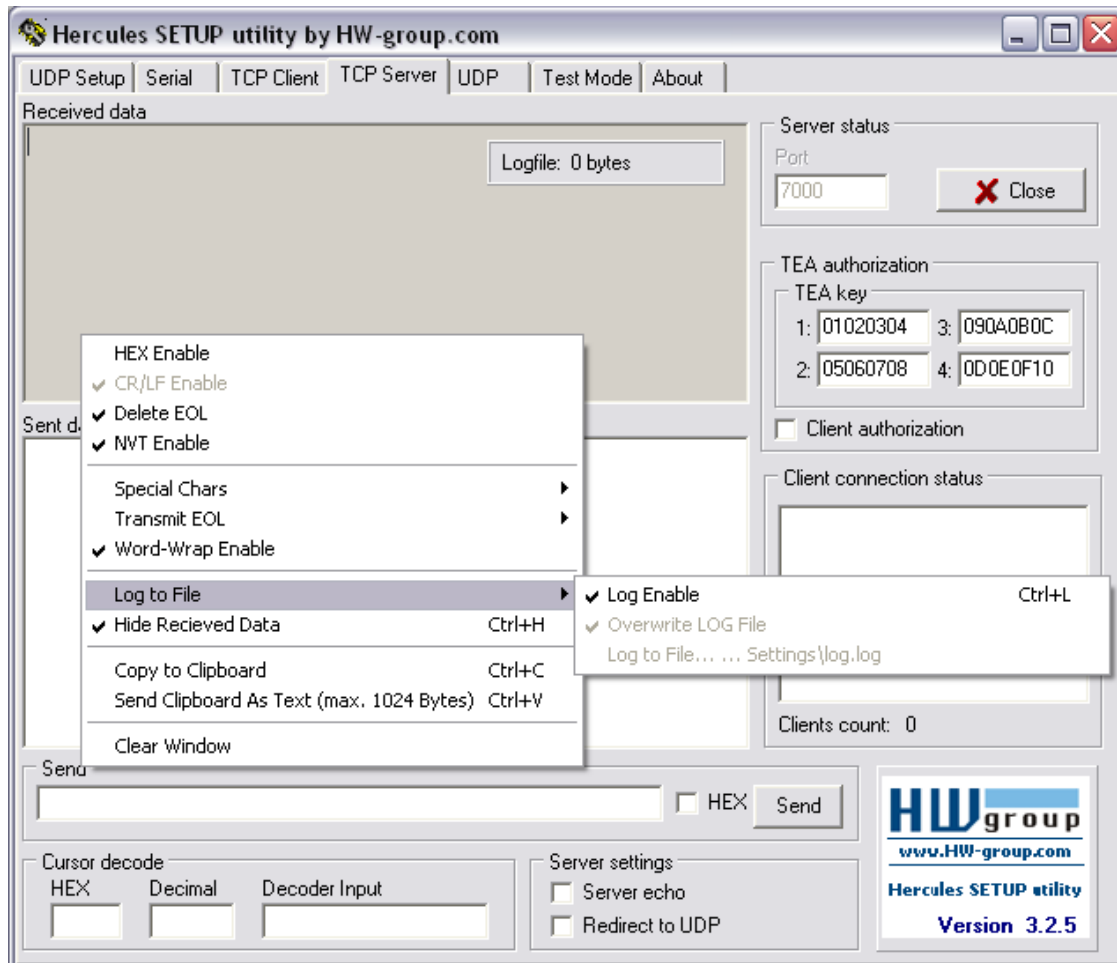 Hercules SETUP utility by HW-group.com
UDP Setup Serial TCP Client TCP Server UDP Test Mode About
Received data
Logfile: 0 bytes
Server status
Port
7000 Close
TEA authorization
TEA key
1: 01020304 3: 090A0B0C
2: 05060708 4: 0D0E0F10
Client authorization
HEX Enable
CR/LF Enable
Delete EOL
NVT Enable
Special Chars
Transmit EOL
Word-Wrap Enable
Log to File
Hide Recieved Data Ctrl+H
Copy to Clipboard Ctrl+C
Send Clipboard As Text (max. 1024 Bytes) Ctrl+V
Clear Window
Log Enable Ctrl+L
Overwrite LOG File
Log to File... ... Settings\log.log
Sent d
Client connection status
Clients count: 0
Send
HEX Send
Cursor decode
HEX Decimal Decoder Input
Server settings
Server echo
Redirect to UDP
HW group
www.HW-group.com
Hercules SETUP utility
Version 3.2.5